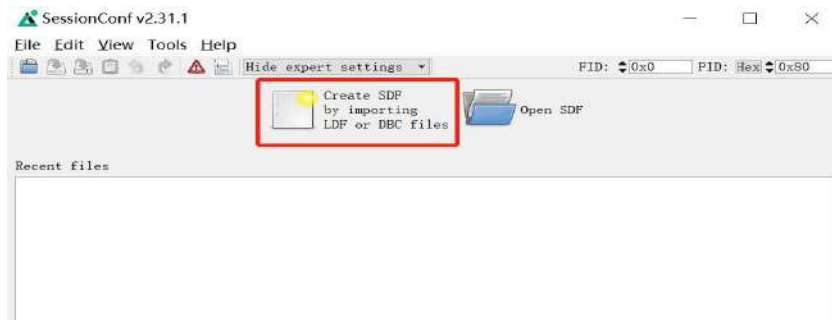 SessionConf v2.31.1
File Edit View Tools Help
Hide expert settings FID: 0x0 PID: Hex 0x80
Create SDF
by importing
LDF or DBC files
Open SDF
Recent files